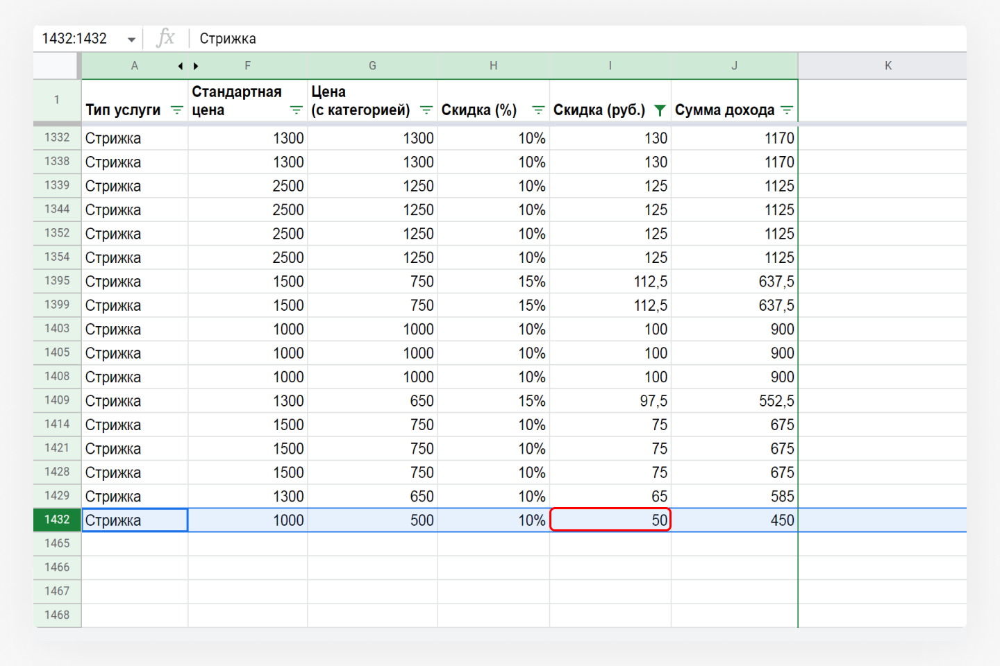 1432:1432 fx Стрижка
A F G H I J K
1 Тип услуги Стандартная цена Цена (с категорией) Скидка (%) Скидка (руб.) Сумма дохода
1332 Стрижка 1300 1300 10% 130 1170
1338 Стрижка 1300 1300 10% 130 1170
1339 Стрижка 2500 1250 10% 125 1125
1344 Стрижка 2500 1250 10% 125 1125
1352 Стрижка 2500 1250 10% 125 1125
1354 Стрижка 2500 1250 10% 125 1125
1395 Стрижка 1500 750 15% 112,5 637,5
1399 Стрижка 1500 750 15% 112,5 637,5
1403 Стрижка 1000 1000 10% 100 900
1405 Стрижка 1000 1000 10% 100 900
1408 Стрижка 1000 1000 10% 100 900
1409 Стрижка 1300 650 15% 97,5 552,5
1414 Стрижка 1500 750 10% 75 675
1421 Стрижка 1500 750 10% 75 675
1428 Стрижка 1500 750 10% 75 675
1429 Стрижка 1300 650 10% 65 585
1432 Стрижка 1000 500 10% 50 450
1465
1466
1467
1468